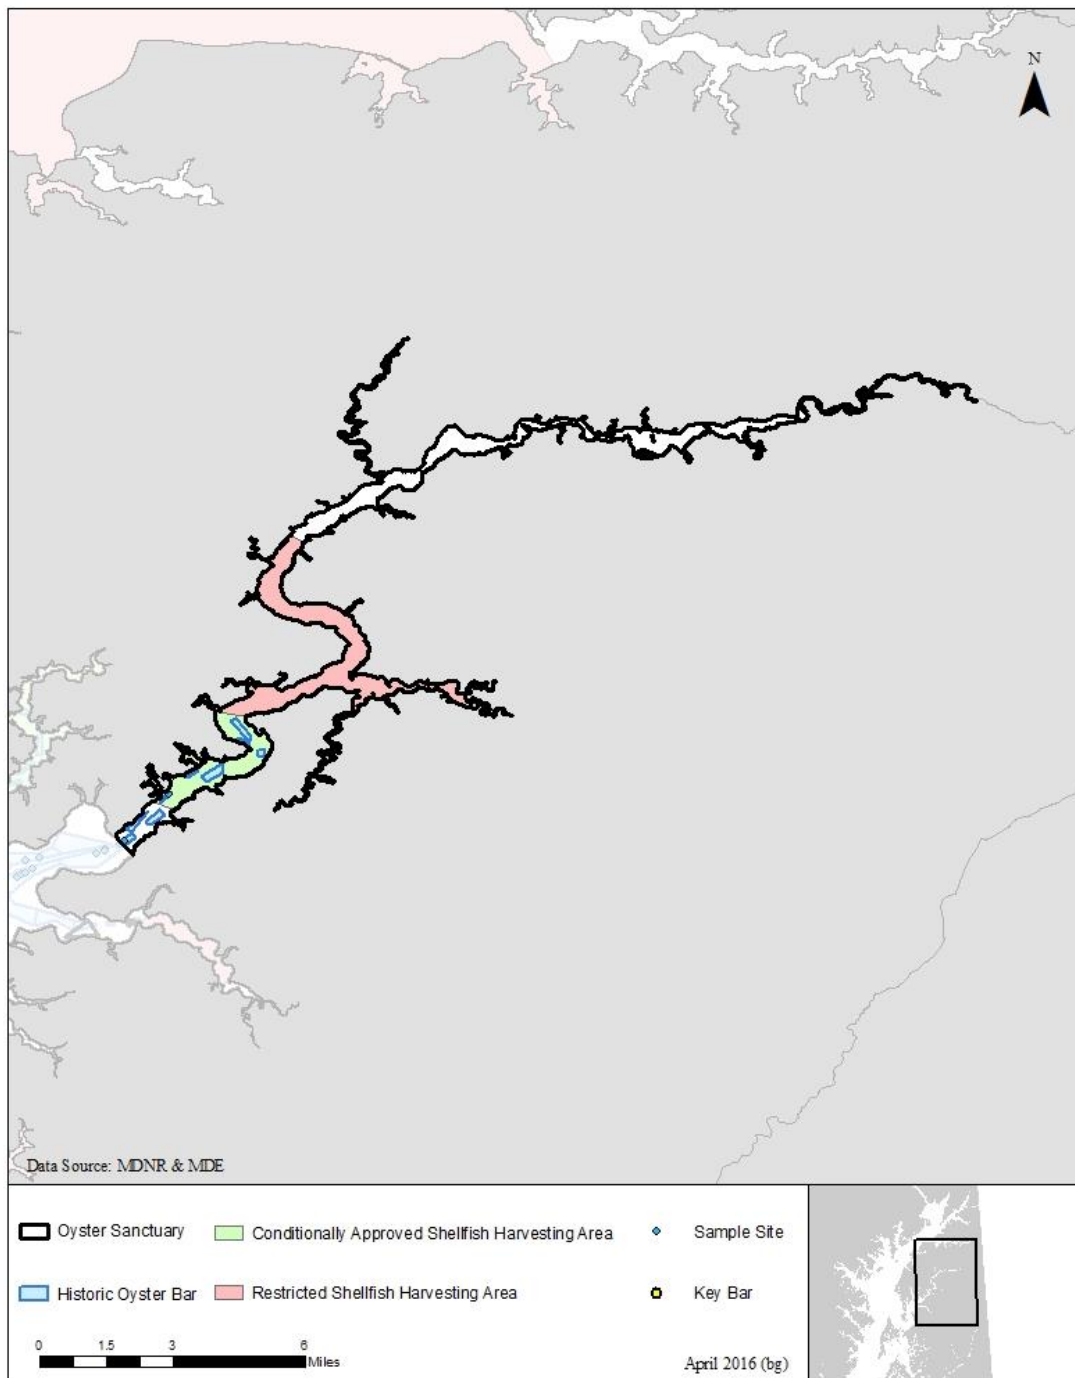 N
Data Source: MDNR & MDE
Oyster Sanctuary
Conditionally Approved Shellfish Harvesting Area
Sample Site
Historic Oyster Bar
Restricted Shellfish Harvesting Area
Key Bar
0 1.5 3 6
Miles
April 2016 (bg)